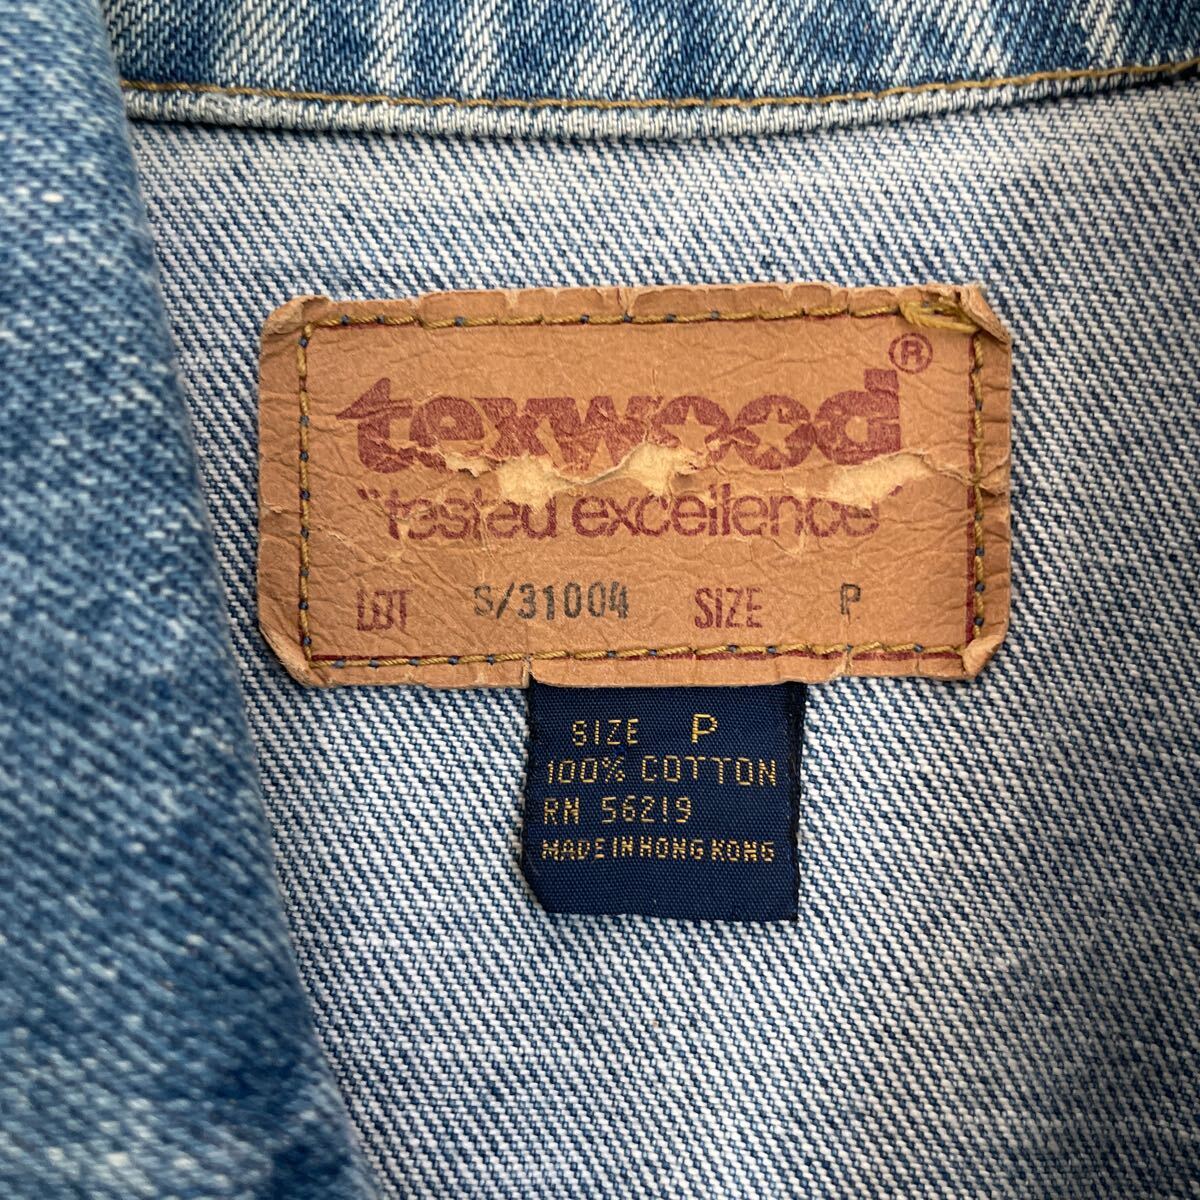 texwood®
"tested excellence"
LOT S/31004 SIZE P
SIZE P
100% COTTON
RN 56219
MADE IN HONG KONG